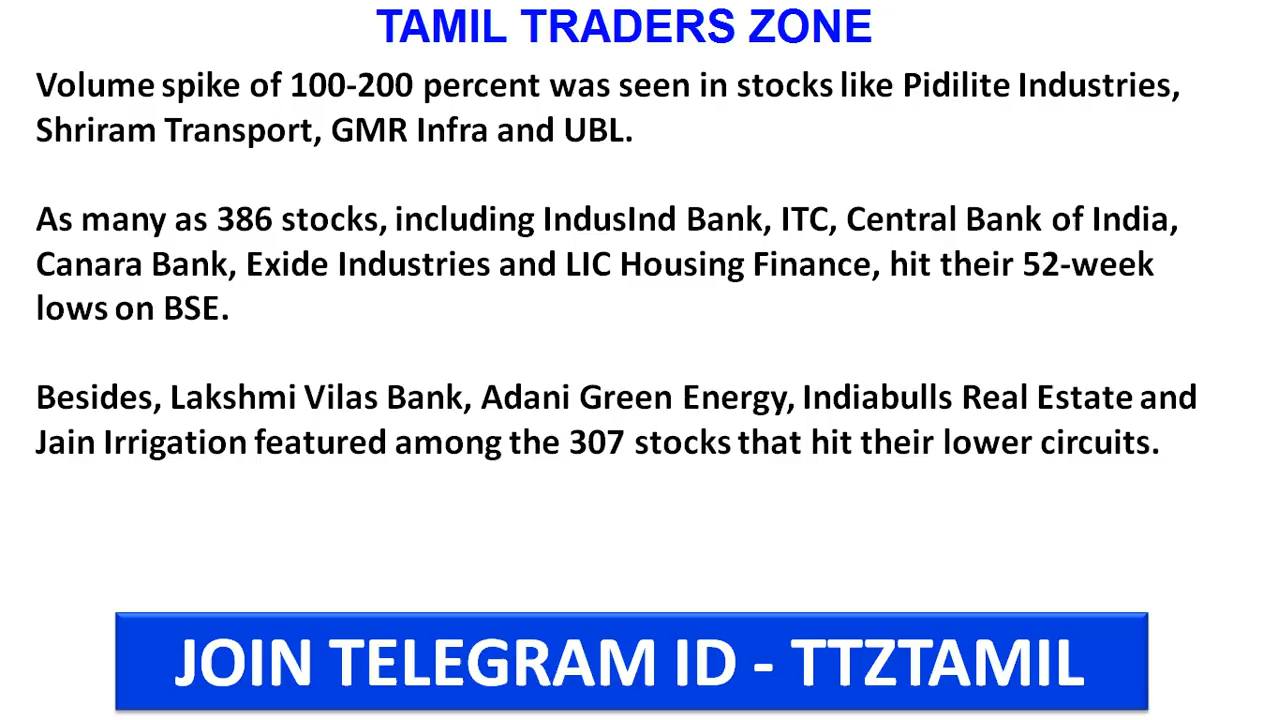 TAMIL TRADERS ZONE
Volume spike of 100-200 percent was seen in stocks like Pidilite Industries,
Shriram Transport, GMR Infra and UBL.
As many as 386 stocks, including IndusInd Bank, ITC, Central Bank of India,
Canara Bank, Exide Industries and LIC Housing Finance, hit their 52-week
lows on BSE.
Besides, Lakshmi Vilas Bank, Adani Green Energy, Indiabulls Real Estate and
Jain Irrigation featured among the 307 stocks that hit their lower circuits.
JOIN TELEGRAM ID - TTZTAMIL